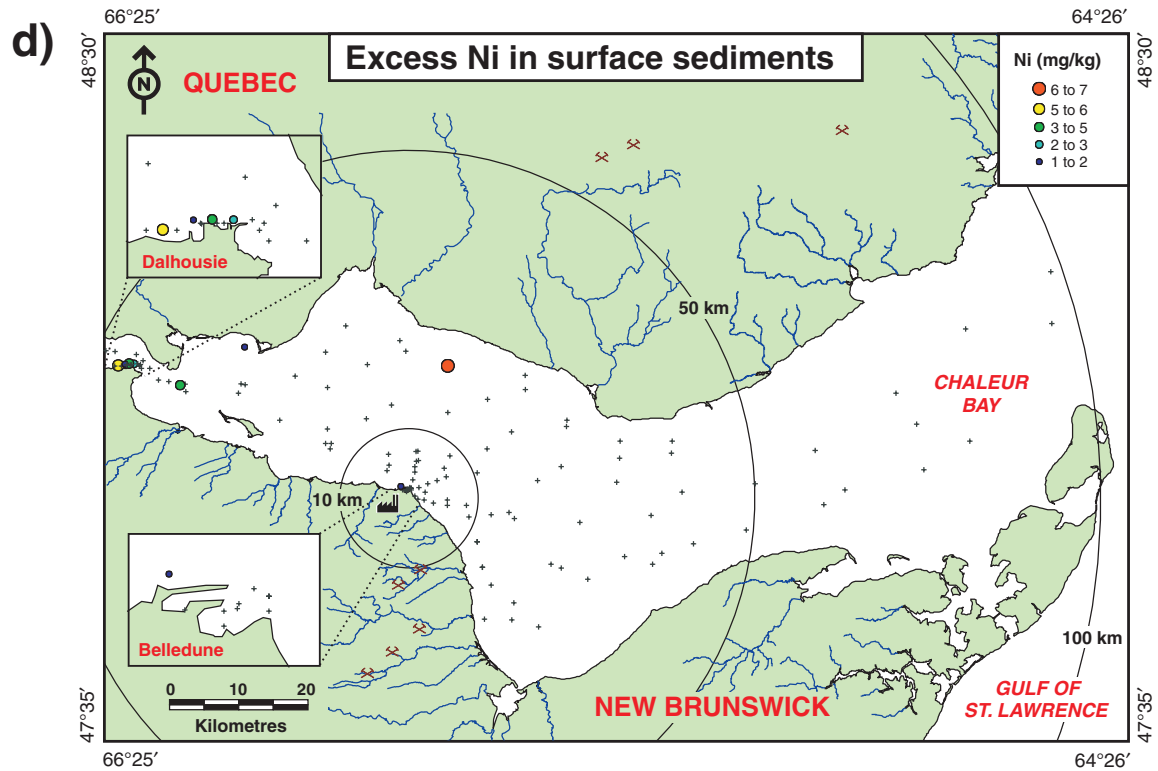 d)
66°25′
64°26′
48°30′
48°30′
Excess Ni in surface sediments
N
QUEBEC
Ni (mg/kg)
6 to 7
5 to 6
3 to 5
2 to 3
1 to 2
Dalhousie
50 km
CHALEUR
BAY
10 km
Belledune
100 km
0 10 20
Kilometres
NEW BRUNSWICK
GULF OF
ST. LAWRENCE
47°35′
47°35′
66°25′
64°26′